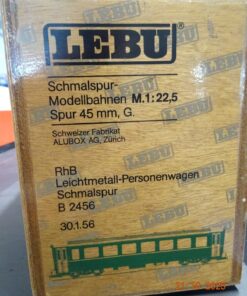 LEBU
Schmalspur-
Modellbahnen M.1:22,5
Spur 45 mm, G.
Schweizer Fabrikat
ALUBOX AG, Zürich
RhB
Leichtmetall-Personenwagen
Schmalspur
B 2456
30.1.56